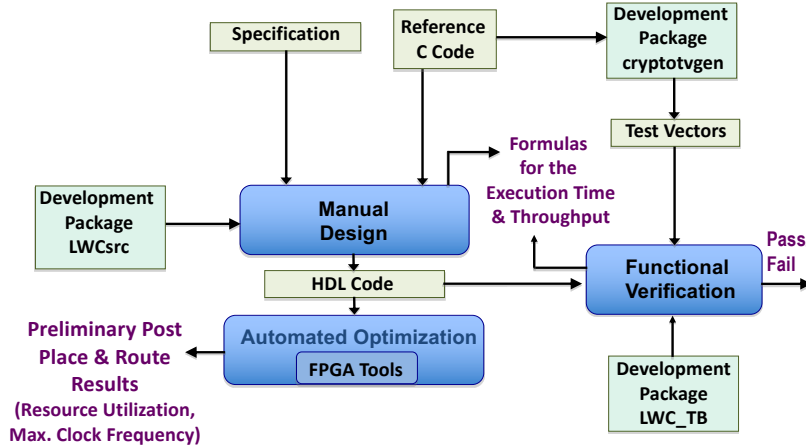 Specification
Reference
C Code
Development
Package
cryptotvgen
Test Vectors
Formulas
for the
Execution Time
& Throughput
Development
Package
LWCsrc
Manual
Design
Functional
Verification
Pass
Fail
HDL Code
Automated Optimization
FPGA Tools
Preliminary Post
Place & Route
Results
(Resource Utilization,
Max. Clock Frequency)
Development
Package
LWC_TB